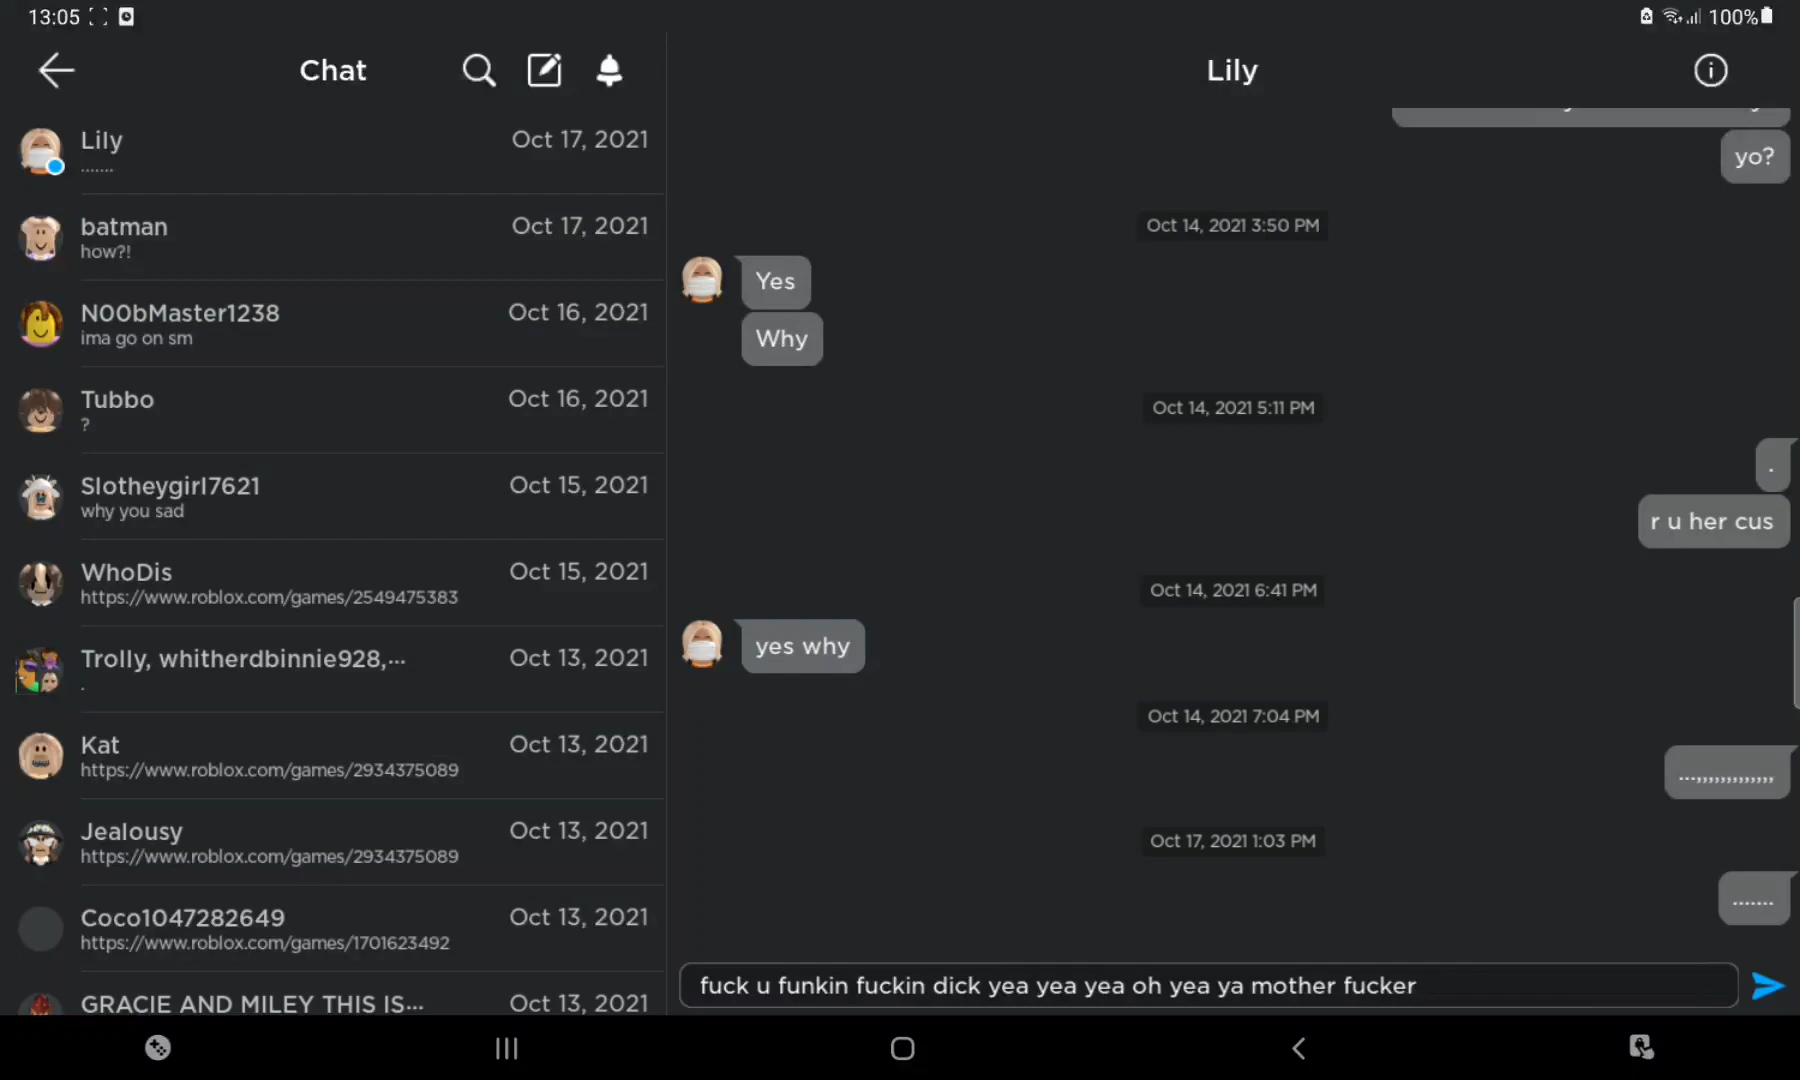 13:05
100%
Chat
Lily
Oct 17, 2021
.......
batman
Oct 17, 2021
how?!
N00bMaster1238
Oct 16, 2021
ima go on sm
Tubbo
Oct 16, 2021
?
Slotheygirl7621
Oct 15, 2021
why you sad
WhoDis
Oct 15, 2021
https://www.roblox.com/games/2549475383
Trolly, whitherdbinnie928,...
Oct 13, 2021
.
Kat
Oct 13, 2021
https://www.roblox.com/games/2934375089
Jealousy
Oct 13, 2021
https://www.roblox.com/games/2934375089
Coco1047282649
Oct 13, 2021
https://www.roblox.com/games/1701623492
GRACIE AND MILEY THIS IS...
Oct 13, 2021
Lily
yo?
Oct 14, 2021 3:50 PM
Yes
Why
Oct 14, 2021 5:11 PM
.
r u her cus
Oct 14, 2021 6:41 PM
yes why
Oct 14, 2021 7:04 PM
...,,,,,,,,,,,,,
Oct 17, 2021 1:03 PM
.......
fuck u funkin fuckin dick yea yea yea oh yea ya mother fucker